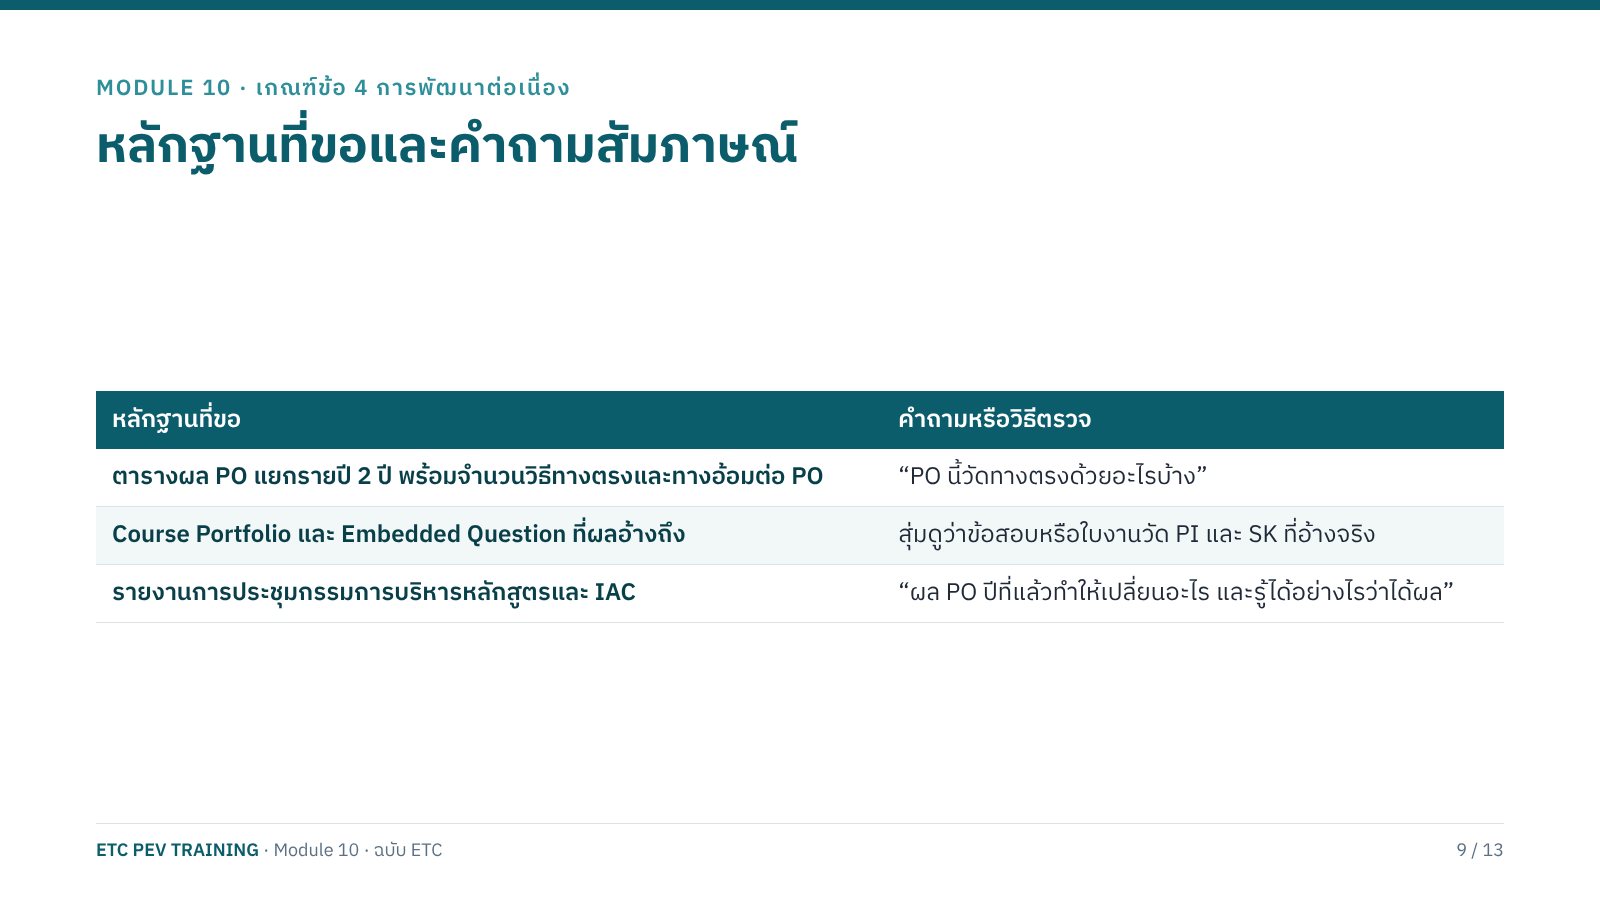 MODULE 10 · เกณฑ์ข้อ 4 การพัฒนาต่อเนื่อง
หลักฐานที่ขอและคำถามสัมภาษณ์
หลักฐานที่ขอ คำถามหรือวิธีตรวจ
ตารางผล PO แยกรายปี 2 ปี พร้อมจำนวนวิธีทางตรงและทางอ้อมต่อ PO “PO นี้วัดทางตรงด้วยอะไรบ้าง”
Course Portfolio และ Embedded Question ที่ผลอ้างถึง สุ่มดูว่าข้อสอบหรือใบงานวัด PI และ SK ที่อ้างจริง
รายงานการประชุมกรรมการบริหารหลักสูตรและ IAC “ผล PO ปีที่แล้วทำให้เปลี่ยนอะไร และรู้ได้อย่างไรว่าได้ผล”
ETC PEV TRAINING · Module 10 · ฉบับ ETC 9 / 13